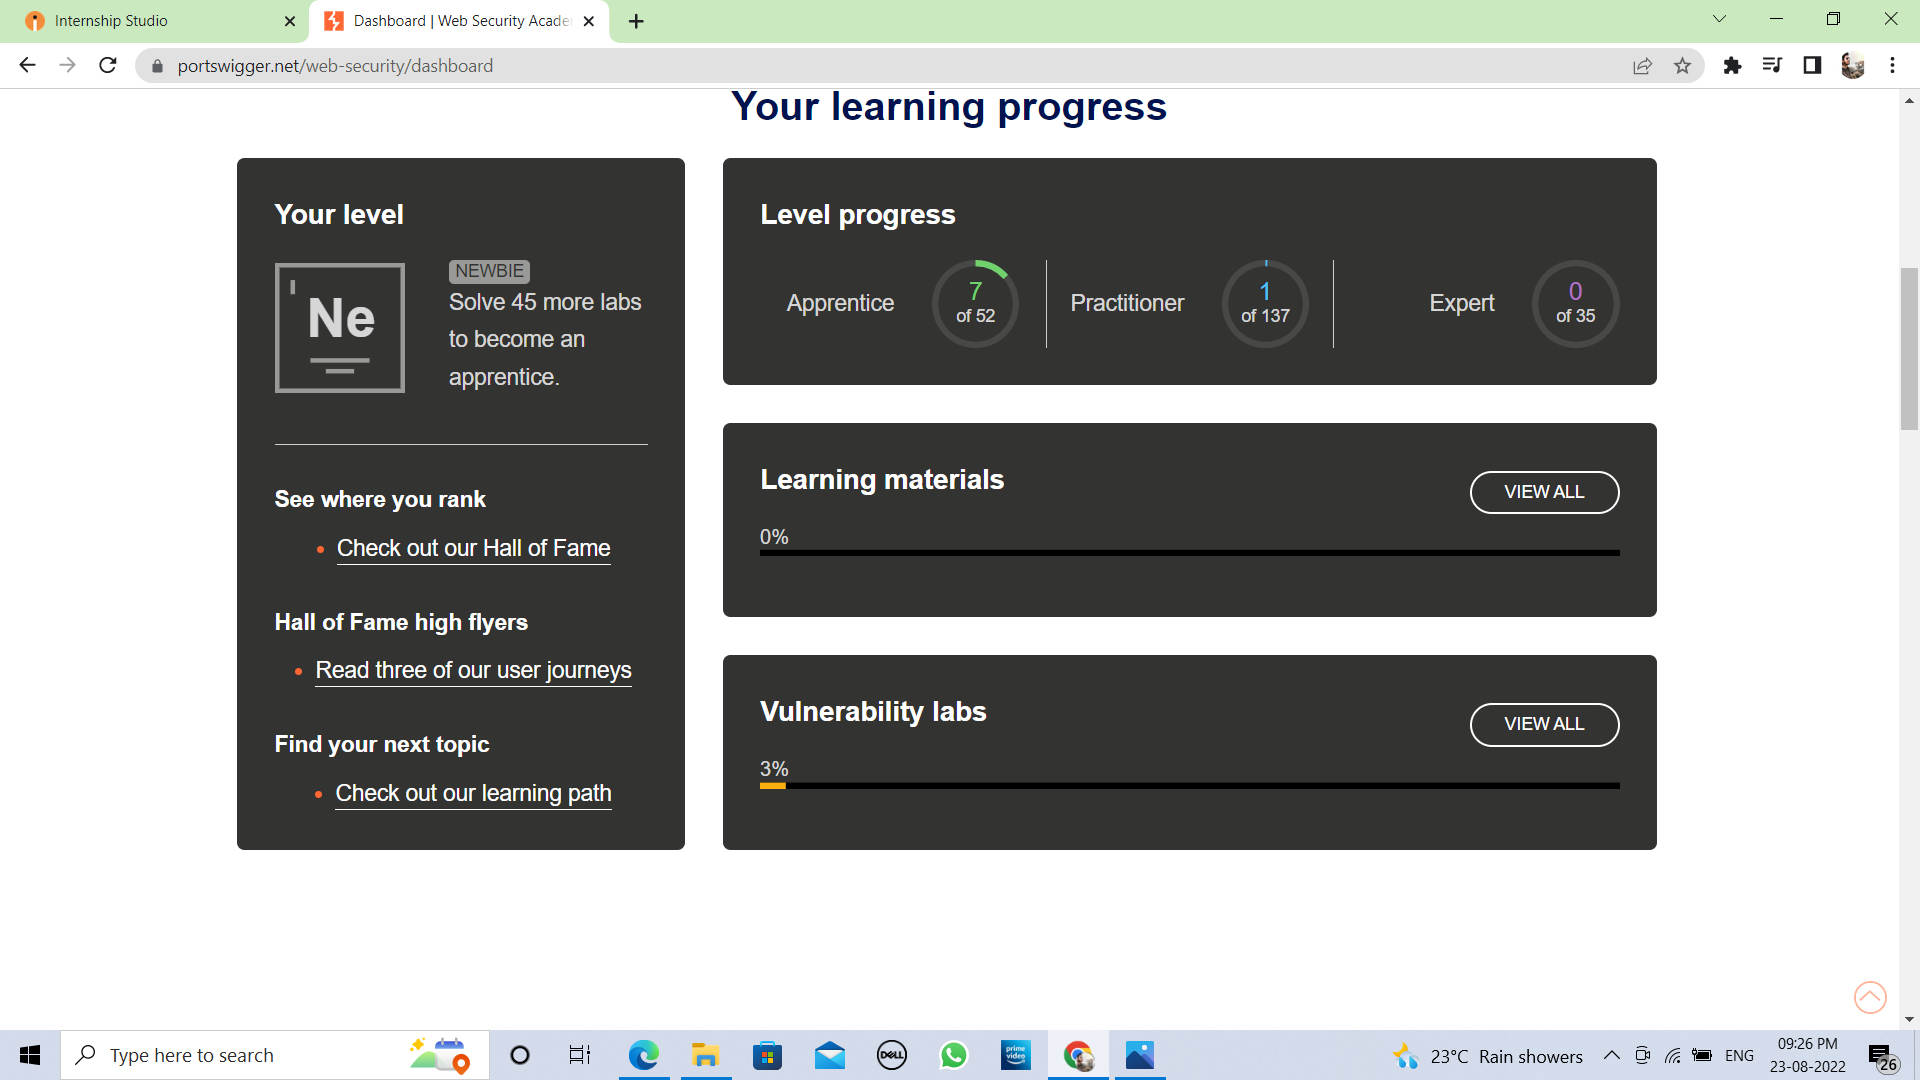 Internship Studio
Dashboard | Web Security Acade
portswigger.net/web-security/dashboard
Your learning progress
Your level
Ne
NEWBIE
Solve 45 more labs
to become an
apprentice.
See where you rank
Check out our Hall of Fame
Hall of Fame high flyers
Read three of our user journeys
Find your next topic
Check out our learning path
Level progress
Apprentice
7
of 52
Practitioner
1
of 137
Expert
0
of 35
Learning materials
VIEW ALL
0%
Vulnerability labs
VIEW ALL
3%
Type here to search
DELL
prime
video
23°C Rain showers
ENG
09:26 PM
23-08-2022
26